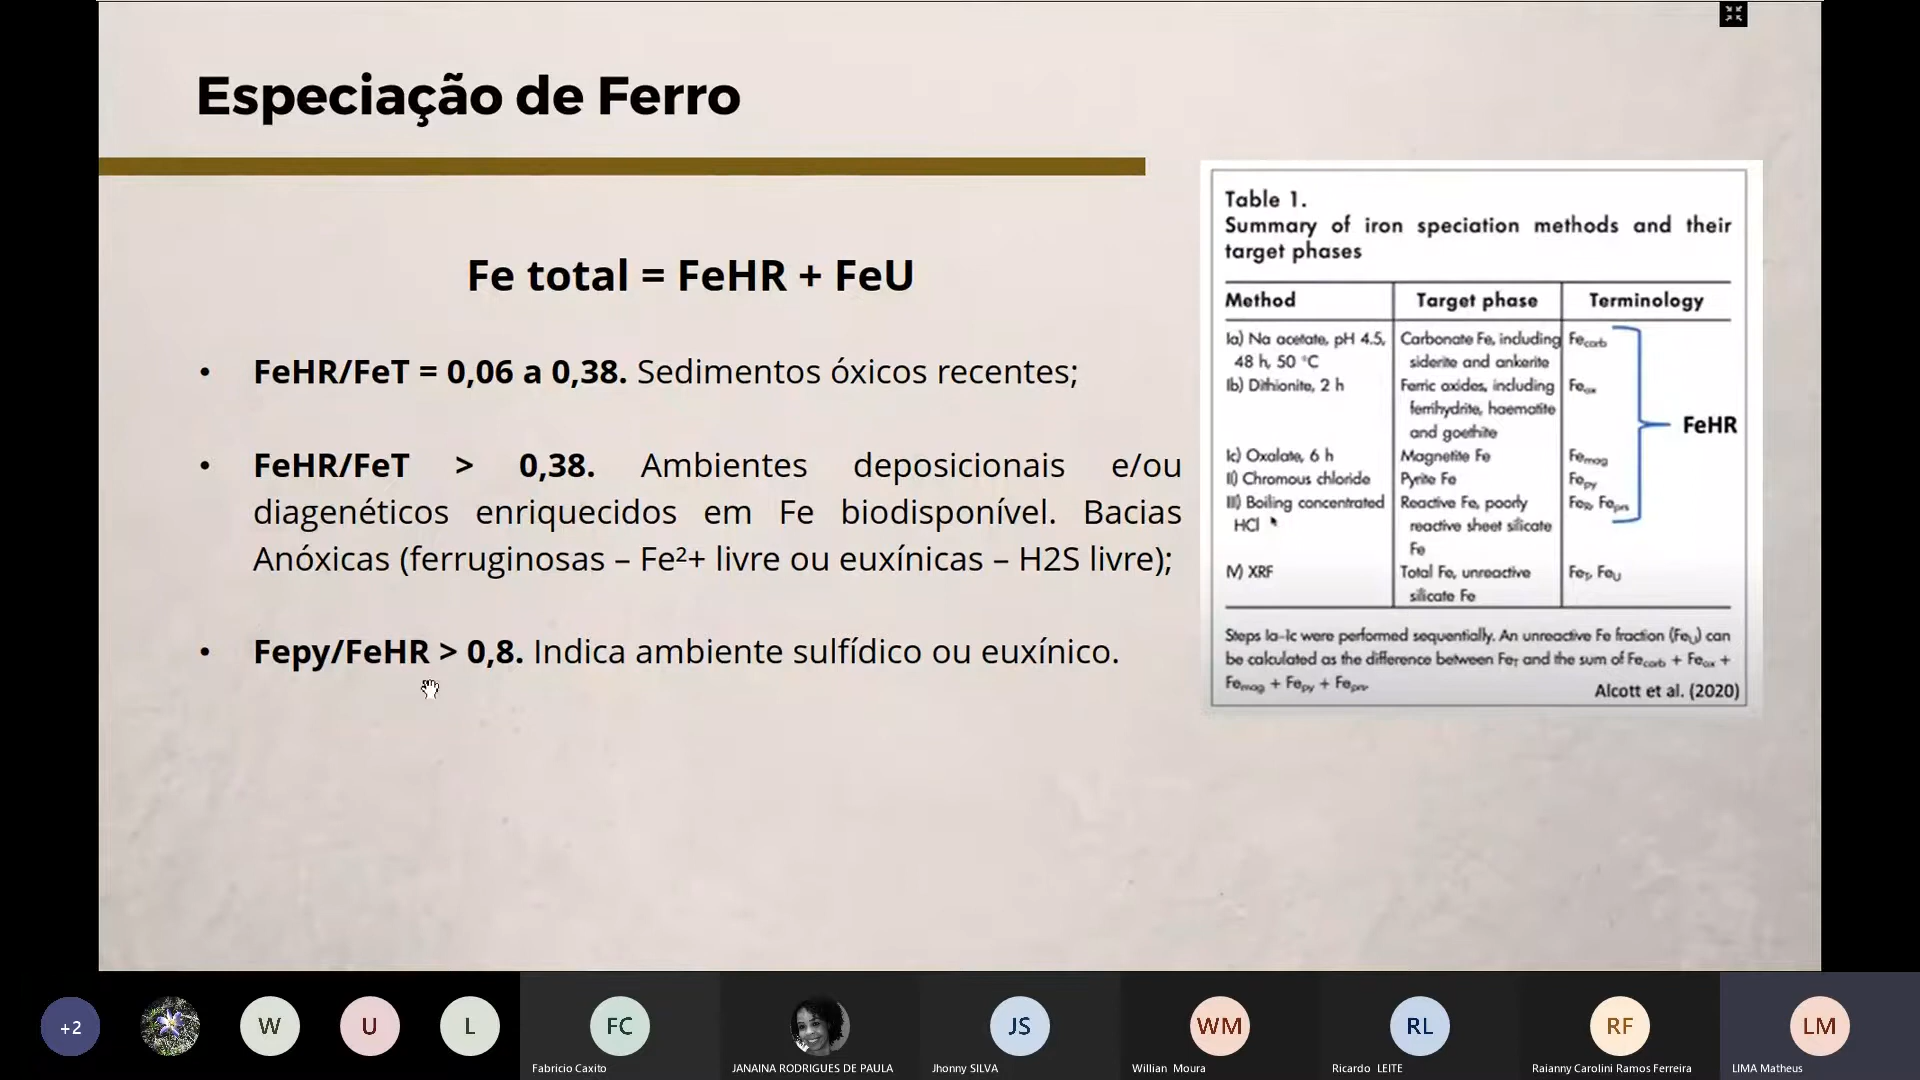 Especiação de Ferro
Fe total = FeHR + FeU
• FeHR/FeT = 0,06 a 0,38. Sedimentos óxicos recentes;
• FeHR/FeT > 0,38. Ambientes deposicionais e/ou
diagenéticos enriquecidos em Fe biodisponível. Bacias
Anóxicas (ferruginosas – Fe²+ livre ou euxínicas – H2S livre);
• Fepy/FeHR > 0,8. Indica ambiente sulfídico ou euxínico.
Table 1.
Summary of iron speciation methods and their
target phases
Method Target phase Terminology
Ia) Na acetate, pH 4.5, Carbonate Fe, including Fecarb
48 h, 50 °C siderite and ankerite
Ib) Dithionite, 2 h Ferric oxides, including Feox
ferrihydrite, haematite
and goethite
FeHR
Ic) Oxalate, 6 h Magnetite Fe Femag
II) Chromous chloride Pyrite Fe Fepy
III) Boiling concentrated Reactive Fe, poorly FeR, Feprs
HCl reactive sheet silicate
Fe
IV) XRF Total Fe, unreactive FeT, FeU
silicate Fe
Steps Ia–Ic were performed sequentially. An unreactive Fe fraction (FeU) can
be calculated as the difference between FeT and the sum of Fecarb + Feox +
Femag + Fepy + Feprs.
Alcott et al. (2020)
+2
W
U
L
FC
JS
WM
RL
RF
LM
Fabricio Caxito
JANAINA RODRIGUES DE PAULA
Jhonny SILVA
Willian Moura
Ricardo LEITE
Raianny Carolini Ramos Ferreira
LIMA Matheus